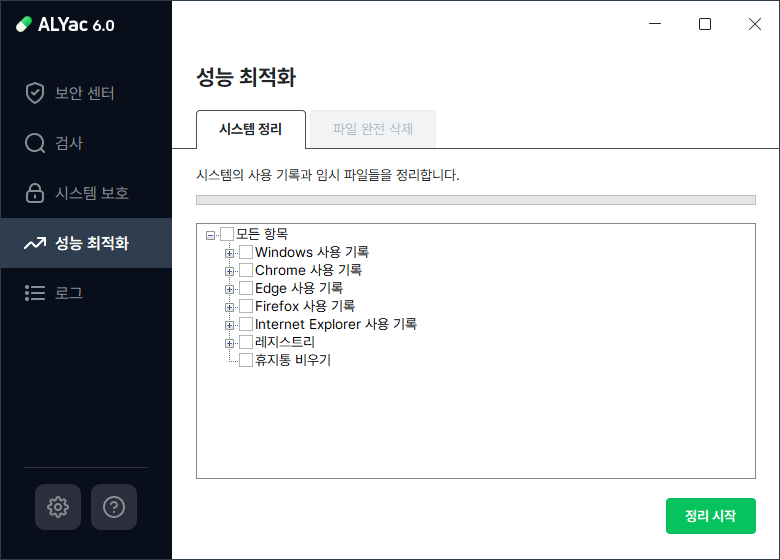 ALYac 6.0
보안 센터
검사
시스템 보호
성능 최적화
로그
성능 최적화
시스템 정리
파일 완전 삭제
시스템의 사용 기록과 임시 파일들을 정리합니다.
모든 항목
Windows 사용 기록
Chrome 사용 기록
Edge 사용 기록
Firefox 사용 기록
Internet Explorer 사용 기록
레지스트리
휴지통 비우기
정리 시작